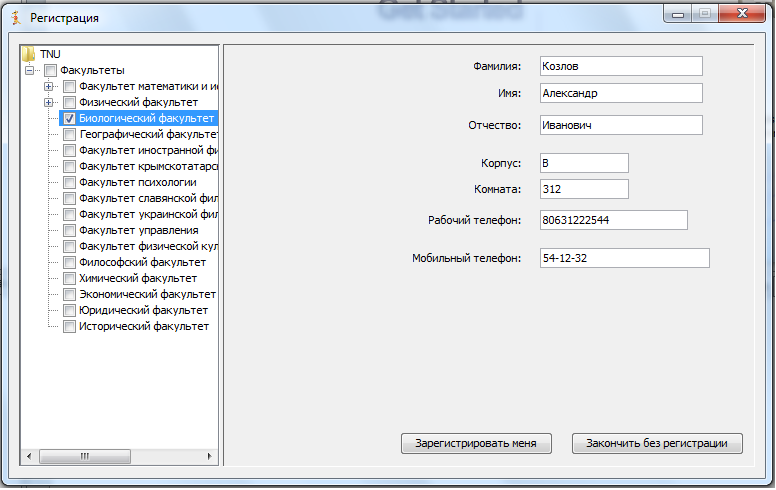 Get Started
Регистрация
TNU
Факультеты
Факультет математики и ин
Физический факультет
Биологический факультет
Географический факультет
Факультет иностранной фи
Факультет крымскотатарск
Факультет психологии
Факультет славянской фил
Факультет украинской фил
Факультет управления
Факультет физической кул
Философский факультет
Химический факультет
Экономический факультет
Юридический факультет
Исторический факультет
Фамилия: Козлов
Имя: Александр
Отчество: Иванович
Корпус: В
Комната: 312
Рабочий телефон: 80631222544
Мобильный телефон: 54-12-32
Зарегистрировать меня Закончить без регистрации